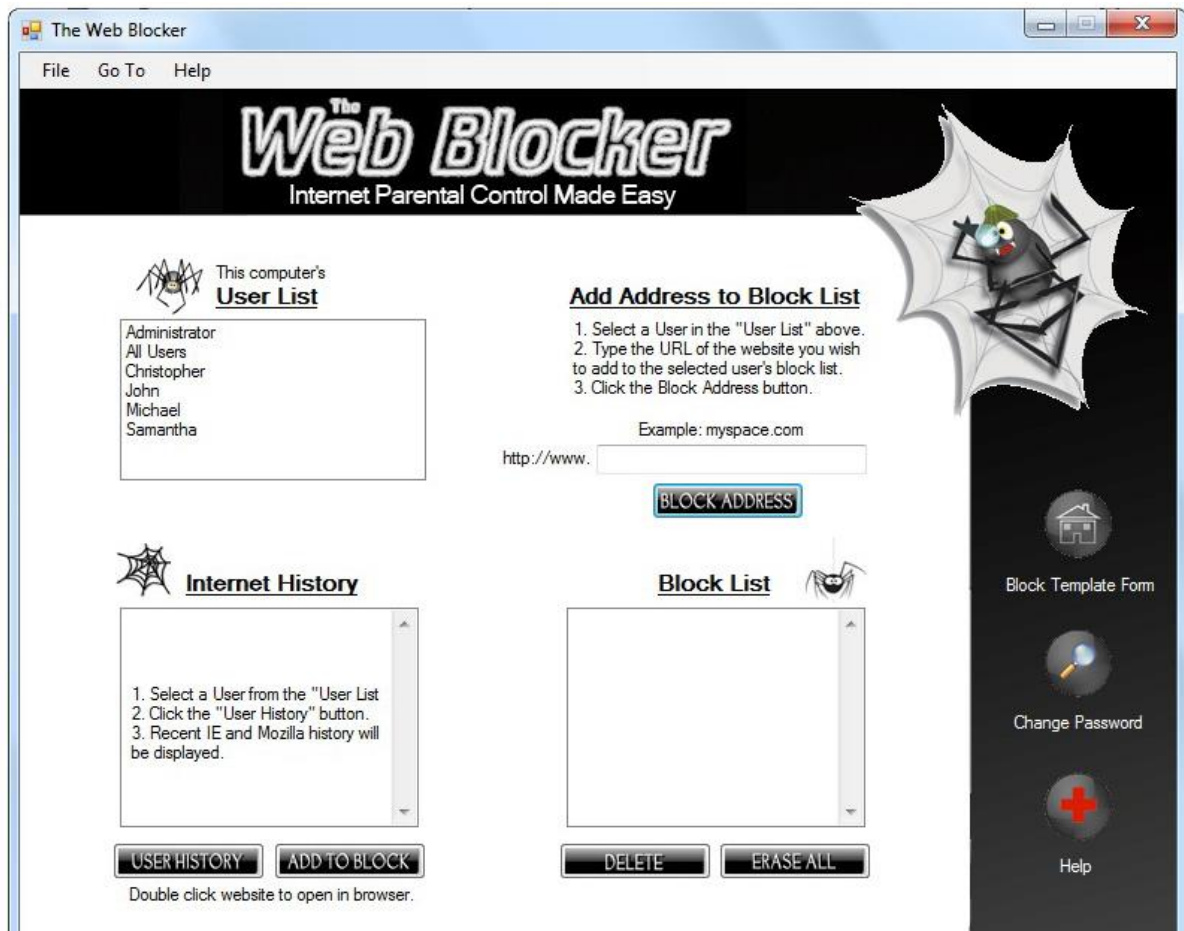 The Web Blocker
File Go To Help
The
Web Blocker
Internet Parental Control Made Easy
This computer's
User List
Administrator
All Users
Christopher
John
Michael
Samantha
Add Address to Block List
1. Select a User in the "User List" above.
2. Type the URL of the website you wish
to add to the selected user's block list.
3. Click the Block Address button.
Example: myspace.com
http://www.
BLOCK ADDRESS
Internet History
1. Select a User from the "User List
2. Click the "User History" button.
3. Recent IE and Mozilla history will
be displayed.
USER HISTORY ADD TO BLOCK
Double click website to open in browser.
Block List
DELETE ERASE ALL
Block Template Form
Change Password
Help